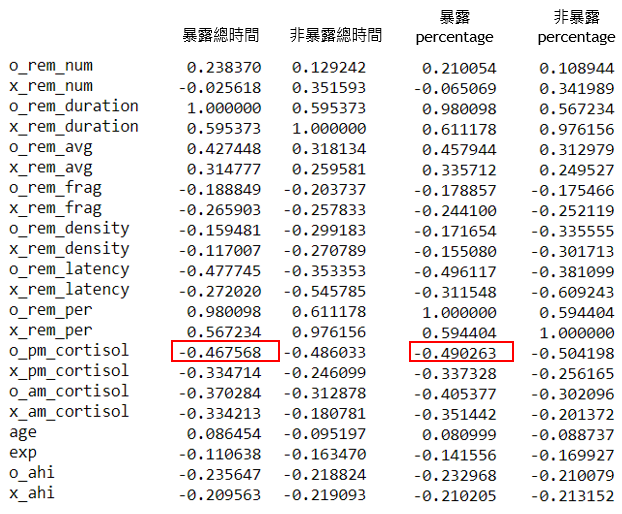 暴露總時間 非暴露總時間 暴露 percentage 非暴露 percentage
o_rem_num 0.238370 0.129242 0.210054 0.108944
x_rem_num -0.025618 0.351593 -0.065069 0.341989
o_rem_duration 1.000000 0.595373 0.980098 0.567234
x_rem_duration 0.595373 1.000000 0.611178 0.976156
o_rem_avg 0.427448 0.318134 0.457944 0.312979
x_rem_avg 0.314777 0.259581 0.335712 0.249527
o_rem_frag -0.188849 -0.203737 -0.178857 -0.175466
x_rem_frag -0.265903 -0.257833 -0.244100 -0.252119
o_rem_density -0.159481 -0.299183 -0.171654 -0.335555
x_rem_density -0.117007 -0.270789 -0.155080 -0.301713
o_rem_latency -0.477745 -0.353353 -0.496117 -0.381099
x_rem_latency -0.272020 -0.545785 -0.311548 -0.609243
o_rem_per 0.980098 0.611178 1.000000 0.594404
x_rem_per 0.567234 0.976156 0.594404 1.000000
o_pm_cortisol -0.467568 -0.486033 -0.490263 -0.504198
x_pm_cortisol -0.334714 -0.246099 -0.337328 -0.256165
o_am_cortisol -0.370284 -0.312878 -0.405377 -0.302096
x_am_cortisol -0.334213 -0.180781 -0.351442 -0.201372
age 0.086454 -0.095197 0.080999 -0.088737
exp -0.110638 -0.163470 -0.141556 -0.169927
o_ahi -0.235647 -0.218824 -0.232968 -0.210079
x_ahi -0.209563 -0.219093 -0.210205 -0.213152